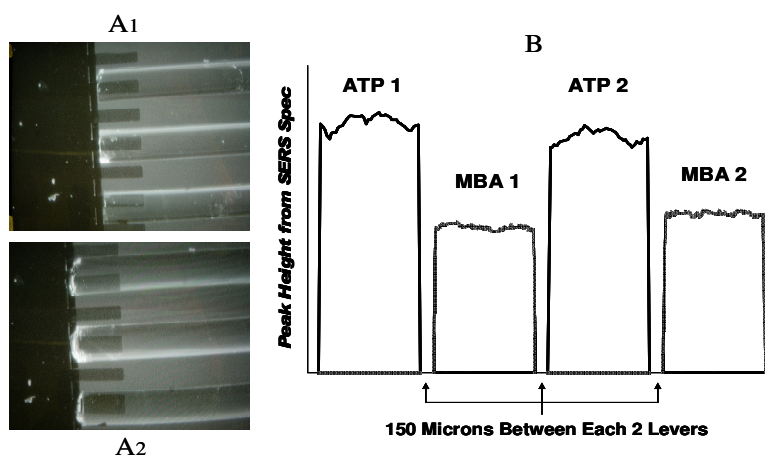 A1
A2
B
Peak Height from SERS Spec
ATP 1
MBA 1
ATP 2
MBA 2
150 Microns Between Each 2 Levers